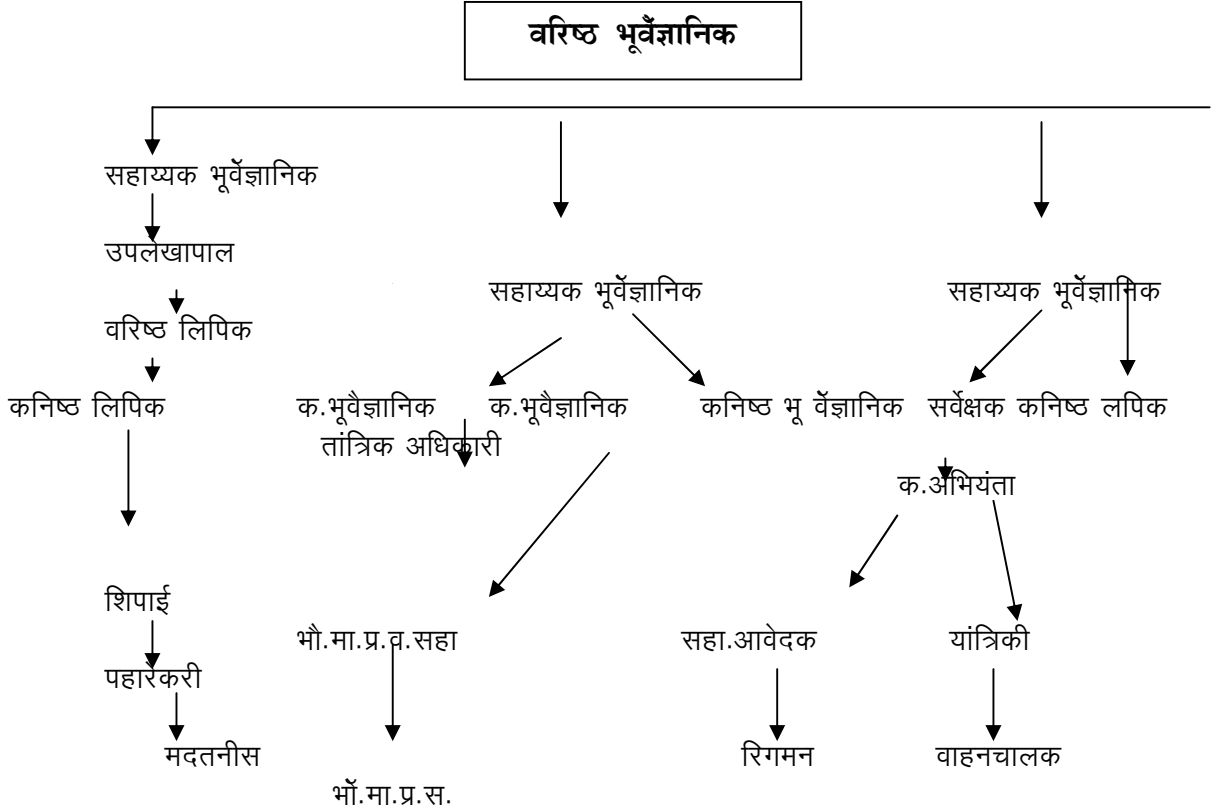 वरिष्ठ भूवैज्ञानिक
सहाय्यक भूवैज्ञानिक
उपलेखापाल
सहाय्यक भूवैज्ञानिक सहाय्यक भूवैज्ञानिक
वरिष्ठ लिपिक
कनिष्ठ लिपिक क.भूवैज्ञानिक क.भूवैज्ञानिक कनिष्ठ भू वैज्ञानिक सर्वेक्षक कनिष्ठ लपिक
तांत्रिक अधिकारी
क.अभियंता
शिपाई
भौ.मा.प्र.व.सहा सहा.आवेदक यांत्रिकी
पहारेकरी
मदतनीस रिगमन वाहनचालक
भौ.मा.प्र.स.